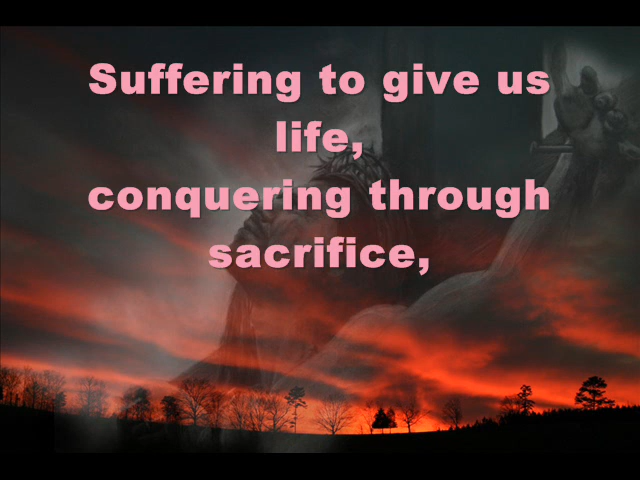 Suffering to give us
life,
conquering through
sacrifice,